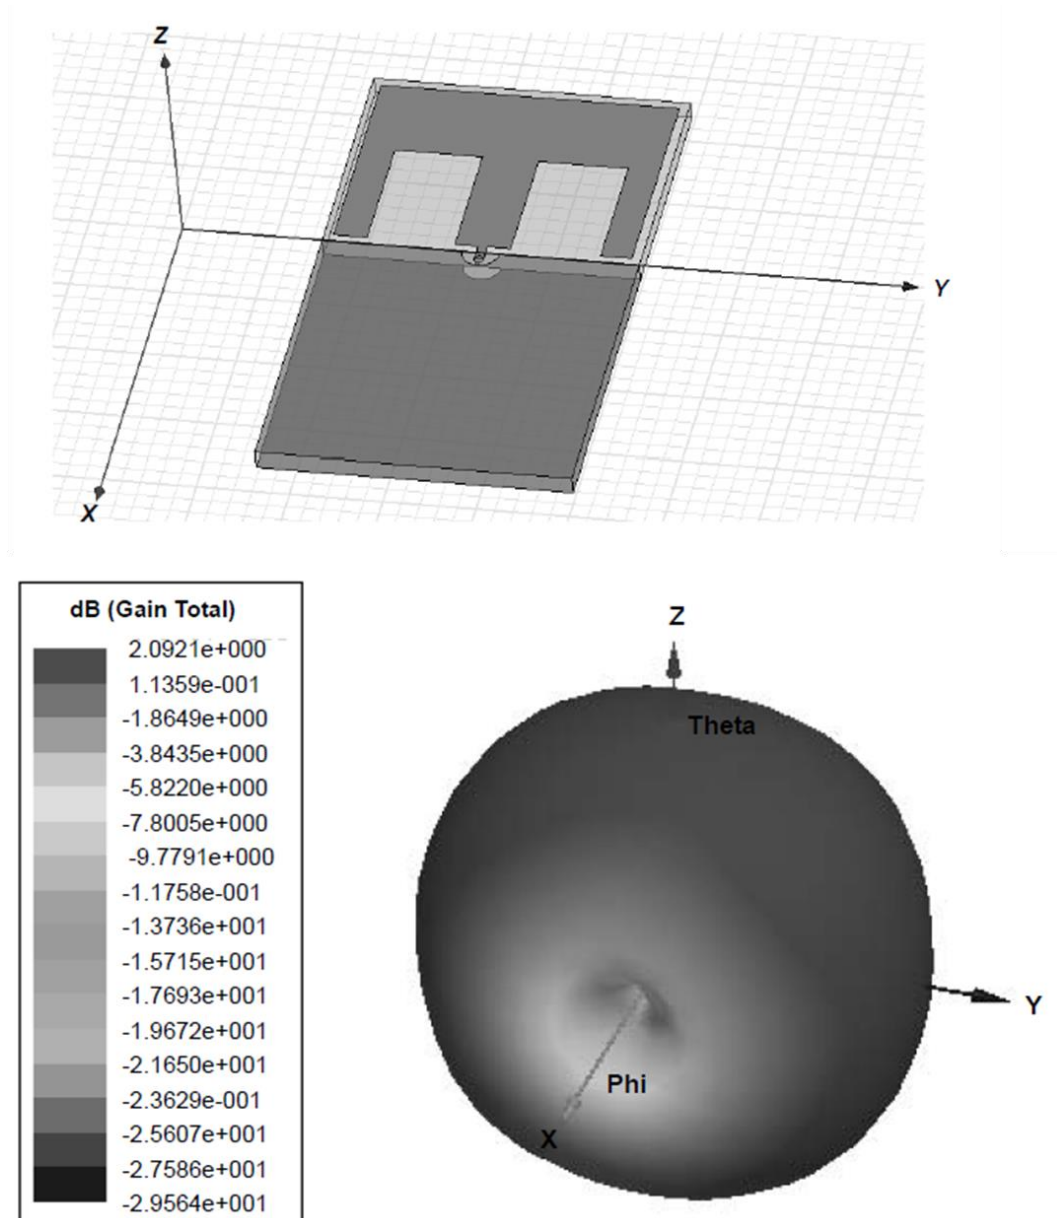 Z
Y
X
dB (Gain Total)
2.0921e+000
1.1359e-001
-1.8649e+000
-3.8435e+000
-5.8220e+000
-7.8005e+000
-9.7791e+000
-1.1758e-001
-1.3736e+001
-1.5715e+001
-1.7693e+001
-1.9672e+001
-2.1650e+001
-2.3629e-001
-2.5607e+001
-2.7586e+001
-2.9564e+001
Z
Theta
Y
Phi
X